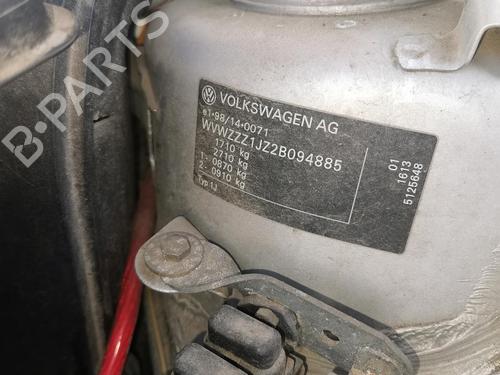 VOLKSWAGEN AG
e1*98/14*0071
WVWZZZ1JZ2B094885
1710 kg
2710 kg
1- 0870 kg
2- 0910 kg
Typ 1J
01
1613
5125648
B-PARTS